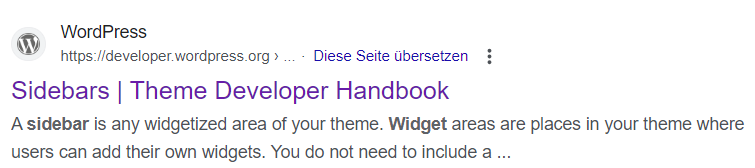 WordPress
https://developer.wordpress.org › ... · Diese Seite übersetzen
Sidebars | Theme Developer Handbook
A sidebar is any widgetized area of your theme. Widget areas are places in your theme where
users can add their own widgets. You do not need to include a ...